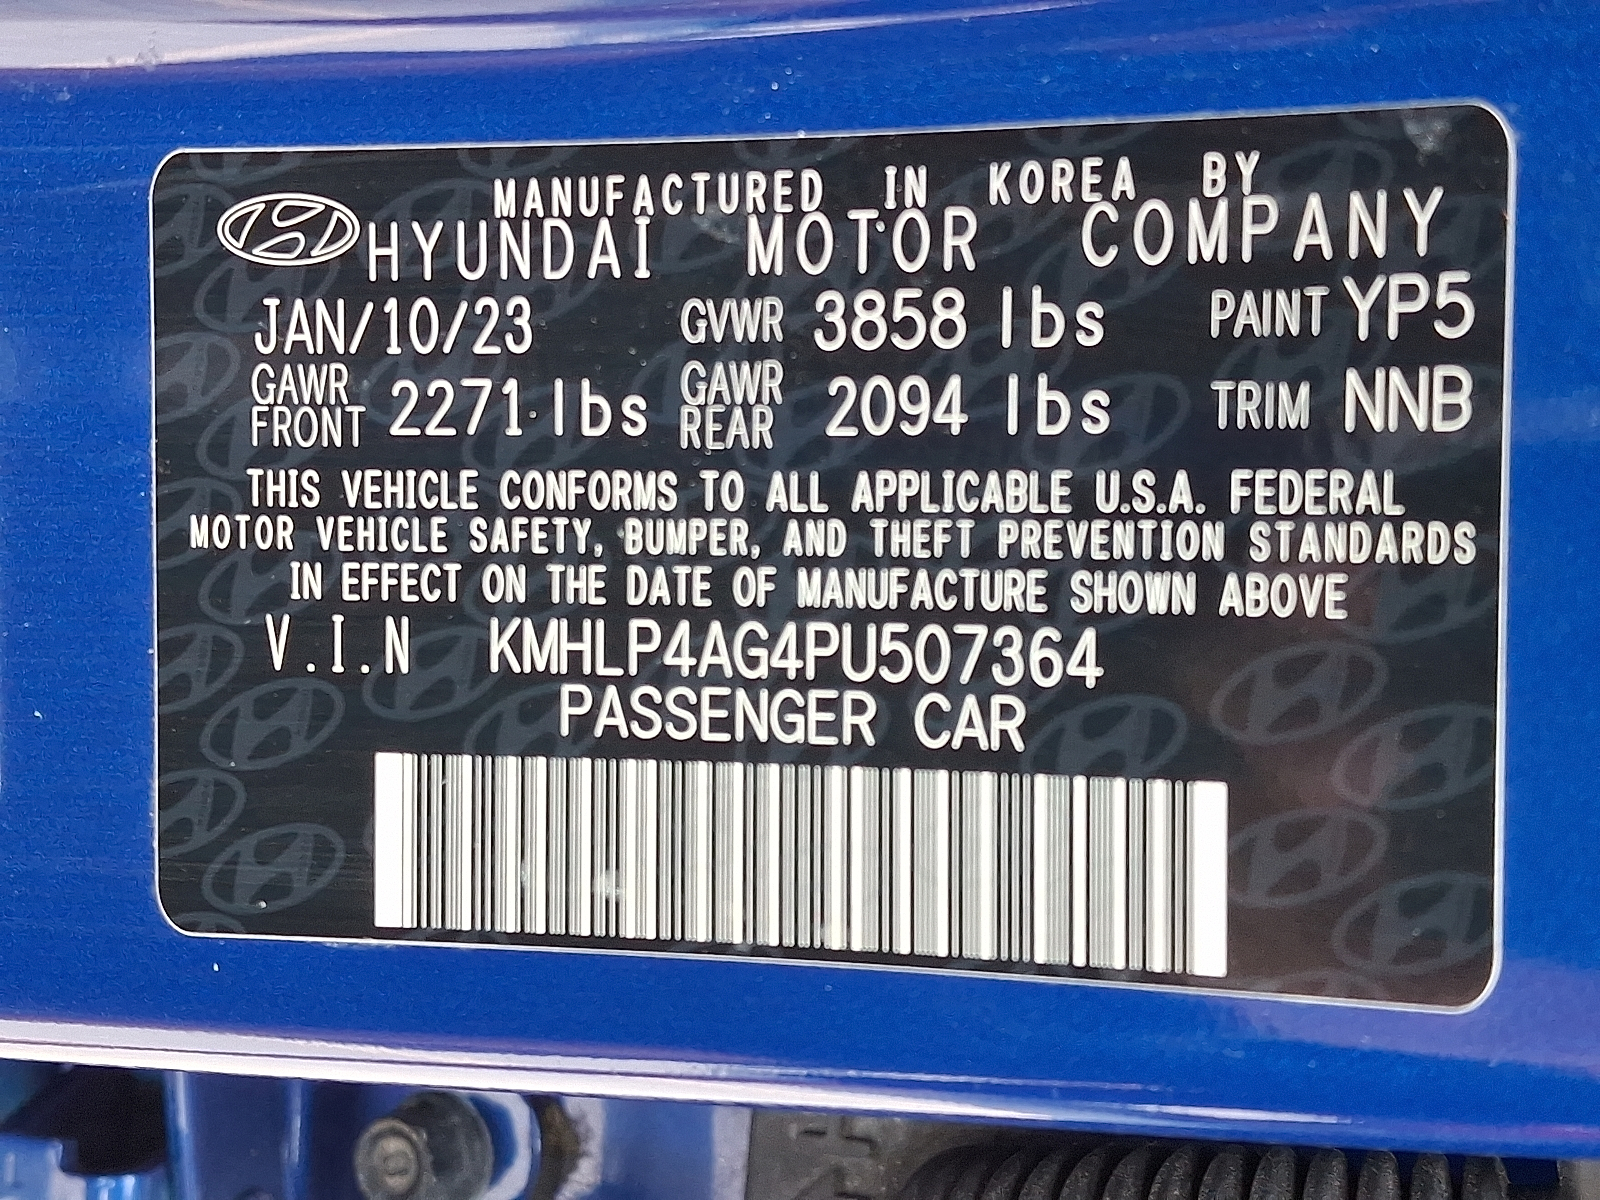 MANUFACTURED IN KOREA BY
HYUNDAI MOTOR COMPANY
JAN/10/23 GVWR 3858 lbs PAINT YP5
GAWR FRONT 2271 lbs GAWR REAR 2094 lbs TRIM NNB
THIS VEHICLE CONFORMS TO ALL APPLICABLE U.S.A. FEDERAL
MOTOR VEHICLE SAFETY, BUMPER, AND THEFT PREVENTION STANDARDS
IN EFFECT ON THE DATE OF MANUFACTURE SHOWN ABOVE
V.I.N KMHLP4AG4PU507364
PASSENGER CAR